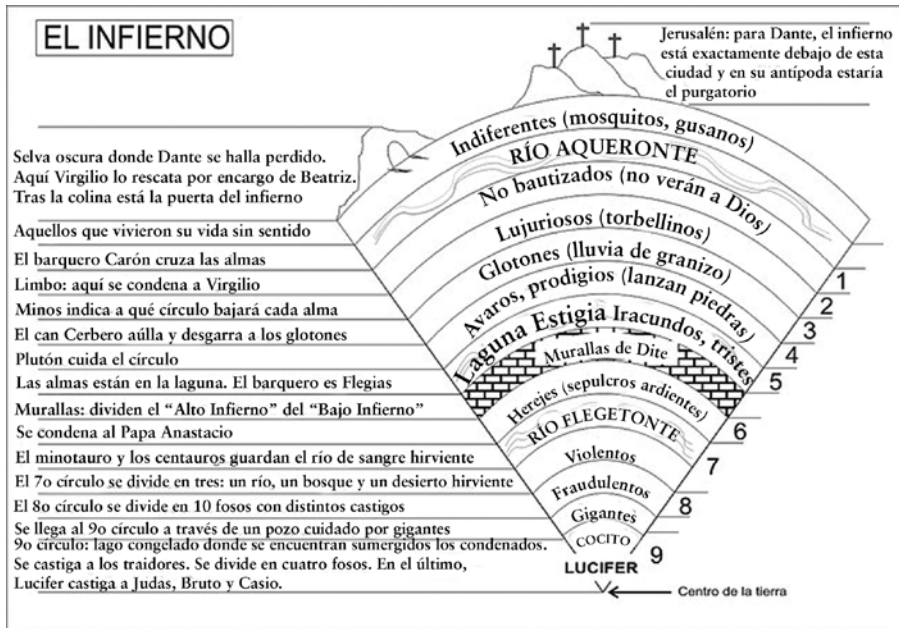 EL INFIERNO
Jerusalén: para Dante, el infierno
está exactamente debajo de esta
ciudad y en su antípoda estaría
el purgatorio
Selva oscura donde Dante se halla perdido.
Aquí Virgilio lo rescata por encargo de Beatriz.
Tras la colina está la puerta del infierno
Aquellos que vivieron su vida sin sentido
El barquero Carón cruza las almas
Limbo: aquí se condena a Virgilio
Minos indica a qué círculo bajará cada alma
El can Cerbero aúlla y desgarra a los glotones
Plutón cuida el círculo
Las almas están en la laguna. El barquero es Flegias
Murallas: dividen el “Alto Infierno” del “Bajo Infierno”
Se condena al Papa Anastacio
El minotauro y los centauros guardan el río de sangre hirviente
El 7o círculo se divide en tres: un río, un bosque y un desierto hirviente
El 8o círculo se divide en 10 fosos con distintos castigos
Se llega al 9o círculo a través de un pozo cuidado por gigantes
9o círculo: lago congelado donde se encuentran sumergidos los condenados.
Se castiga a los traidores. Se divide en cuatro fosos. En el último,
Lucifer castiga a Judas, Bruto y Casio.
Indiferentes (mosquitos, gusanos)
RÍO AQUERONTE
No bautizados (no verán a Dios)
Lujuriosos (torbellinos)
Glotones (lluvia de granizo)
Avaros, prodigios (lanzan piedras)
Laguna Estigia Iracundos, tristes
Murallas de Dite
Herejes (sepulcros ardientes)
RÍO FLEGETONTE
Violentos
Fraudulentos
Gigantes
COCITO
LUCIFER
1
2
3
4
5
6
7
8
9
Centro de la tierra